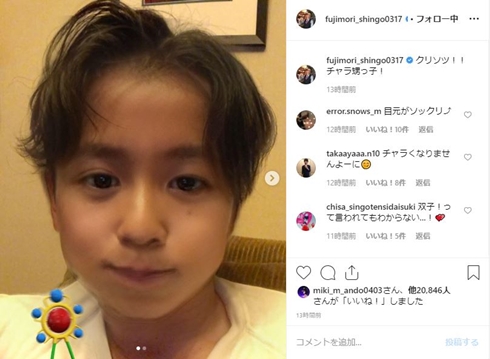 fujimori_shingo0317 • フォロー中
fujimori_shingo0317 クリソツ！！
チャラ甥っ子！
13時間前
error.snows_m 目元がソックリ⤴
12時間前 いいね！10件 返信
takaayaaa.n10 チャラくなりませ
んよーに😊
12時間前 いいね！8件 返信
chisa_singotensidaisuki 双子！っ
て言われてもわからない…！💘
11時間前 いいね！5件 返信
miki_m_ando0403さん、他20,846人
さんが「いいね！」しました
13時間前
コメントを追加... 投稿する